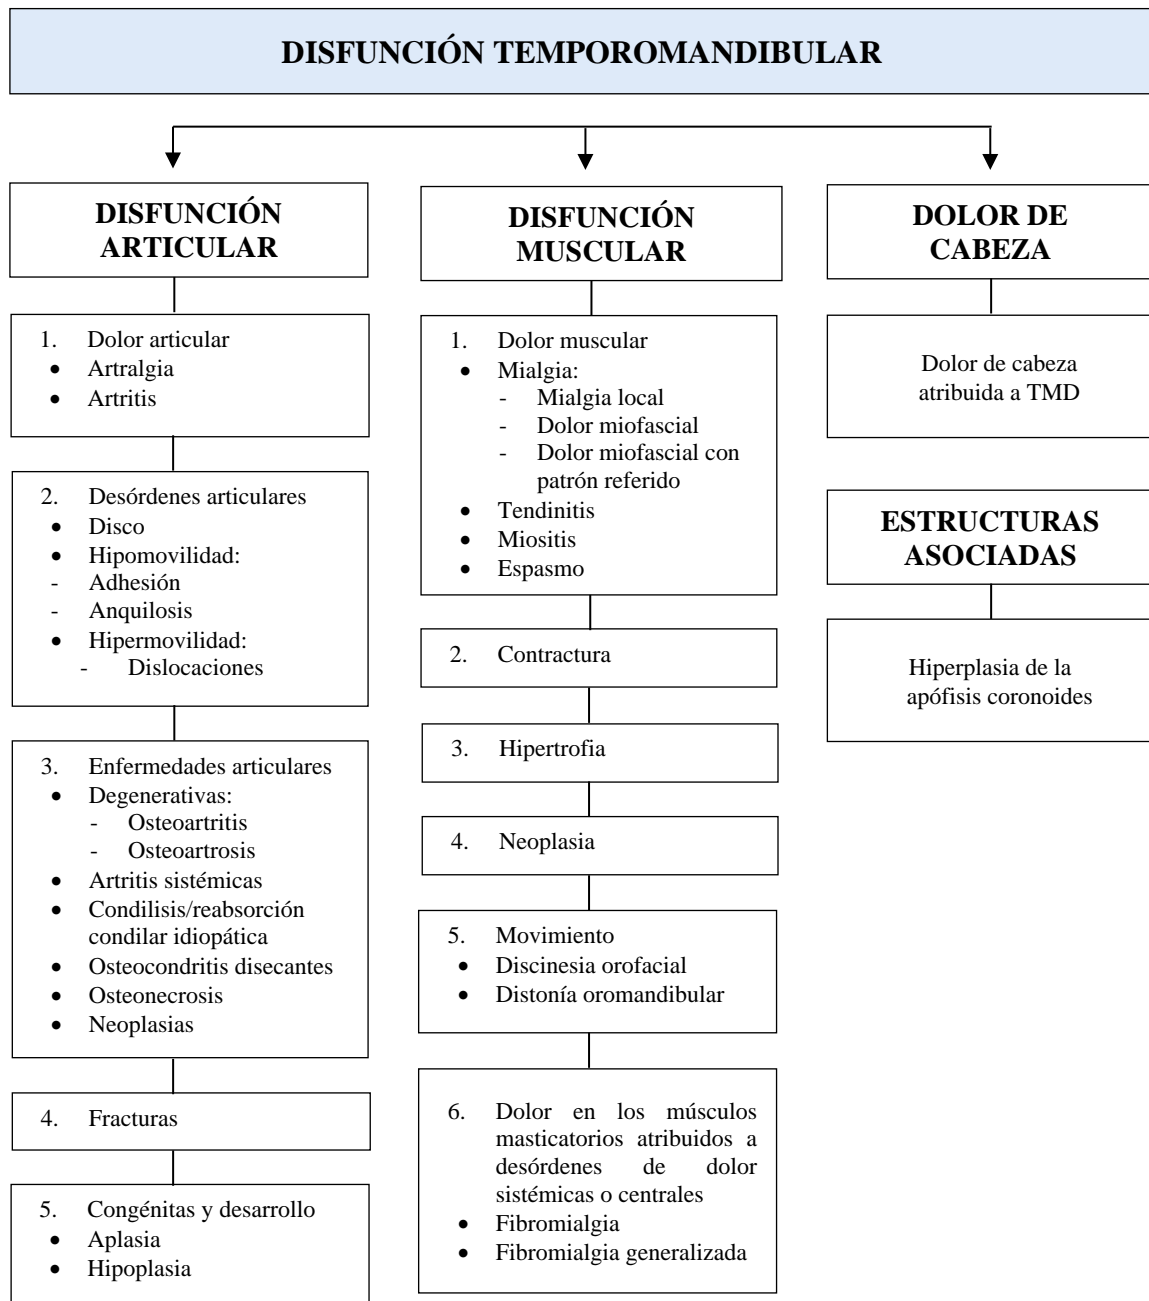 DISFUNCIÓN TEMPOROMANDIBULAR
DISFUNCIÓN
ARTICULAR
1. Dolor articular
• Artralgia
• Artritis
2. Desórdenes articulares
• Disco
• Hipomovilidad:
- Adhesión
- Anquilosis
• Hipermovilidad:
- Dislocaciones
3. Enfermedades articulares
• Degenerativas:
- Osteoartritis
- Osteoartrosis
• Artritis sistémicas
• Condilisis/reabsorción
condilar idiopática
• Osteocondritis disecantes
• Osteonecrosis
• Neoplasias
4. Fracturas
5. Congénitas y desarrollo
• Aplasia
• Hipoplasia
DISFUNCIÓN
MUSCULAR
1. Dolor muscular
• Mialgia:
- Mialgia local
- Dolor miofascial
- Dolor miofascial con
patrón referido
• Tendinitis
• Miositis
• Espasmo
2. Contractura
3. Hipertrofia
4. Neoplasia
5. Movimiento
• Discinesia orofacial
• Distonía oromandibular
6. Dolor en los músculos
masticatorios atribuidos a
desórdenes de dolor
sistémicas o centrales
• Fibromialgia
• Fibromialgia generalizada
DOLOR DE
CABEZA
Dolor de cabeza
atribuida a TMD
ESTRUCTURAS
ASOCIADAS
Hiperplasia de la
apófisis coronoides